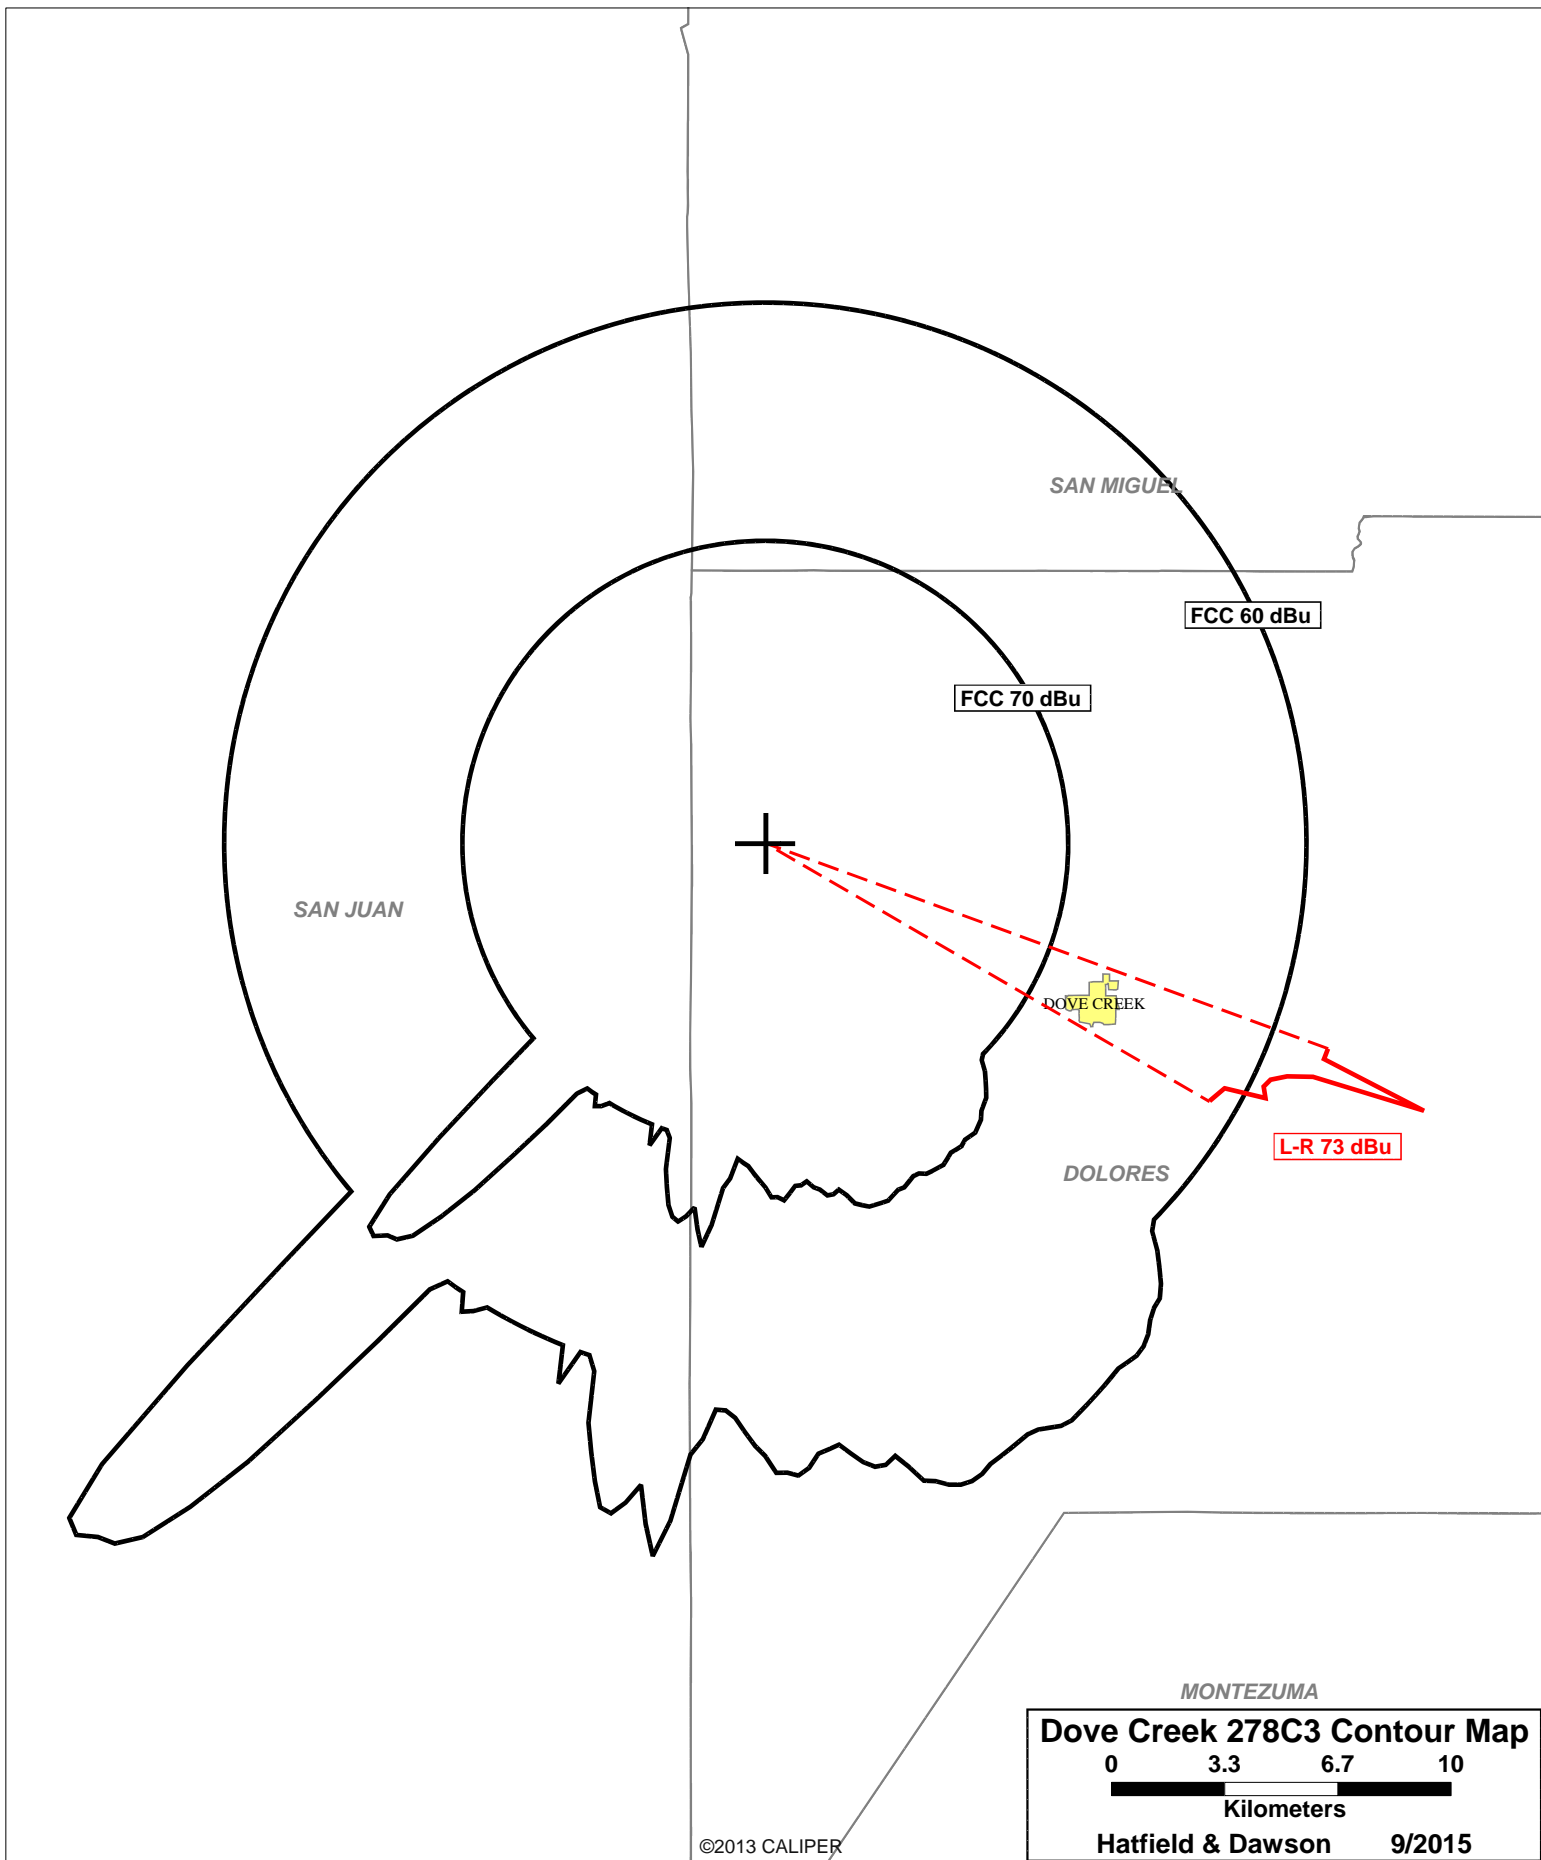 SAN MIGUEL
FCC 60 dBu
FCC 70 dBu
SAN JUAN
DOVE CREEK
L-R 73 dBu
DOLORES
MONTEZUMA
Dove Creek 278C3 Contour Map
0 3.3 6.7 10
Kilometers
Hatfield & Dawson 9/2015
©2013 CALIPER